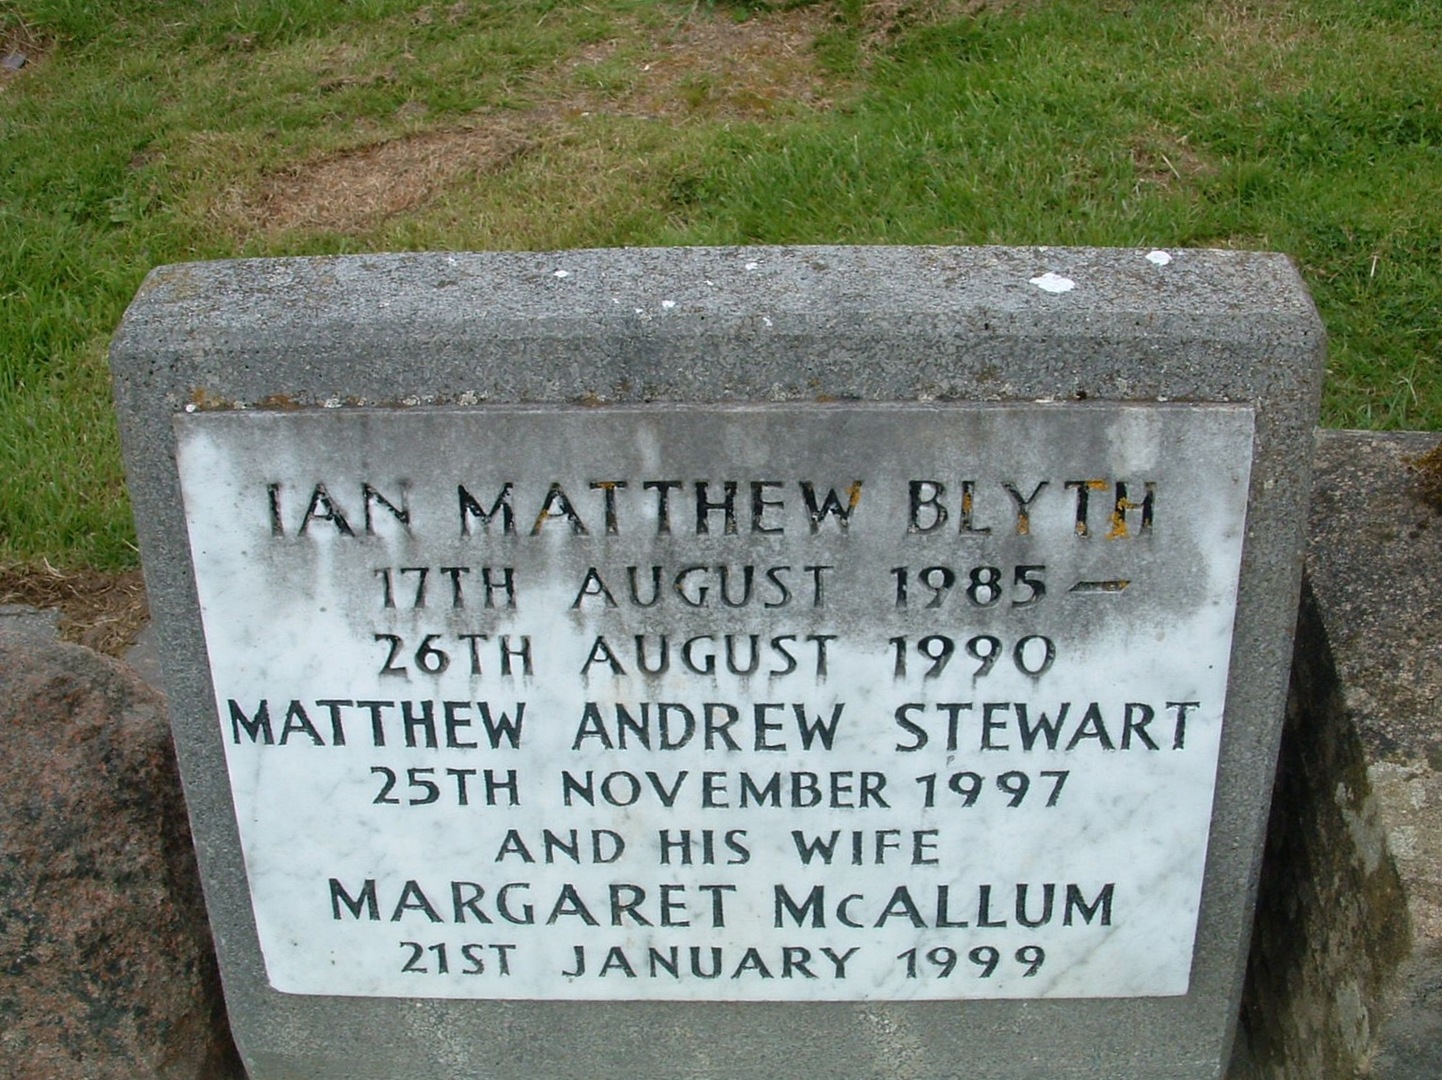 IAN MATTHEW BLYTH
17TH AUGUST 1985 –
26TH AUGUST 1990
MATTHEW ANDREW STEWART
25TH NOVEMBER 1997
AND HIS WIFE
MARGARET McALLUM
21ST JANUARY 1999